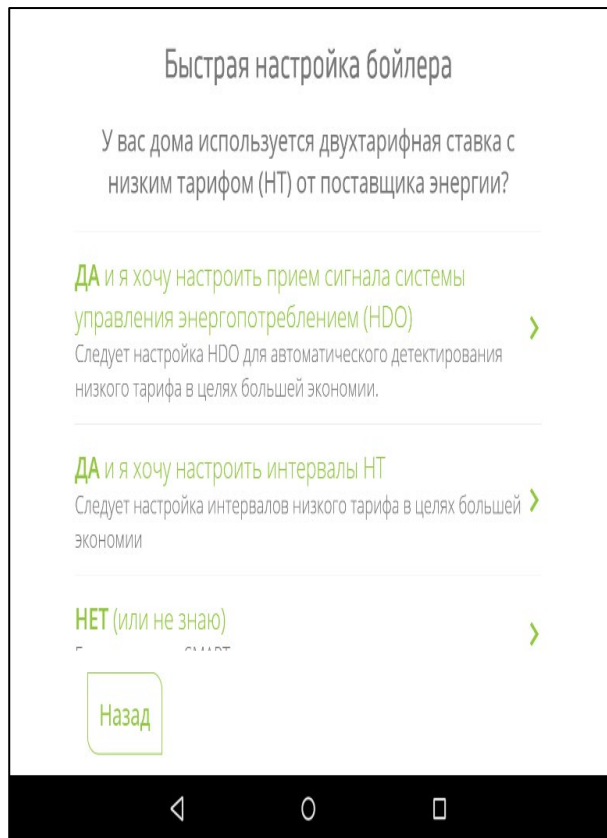 Быстрая настройка бойлера
У вас дома используется двухтарифная ставка с
низким тарифом (НТ) от поставщика энергии?
ДА и я хочу настроить прием сигнала системы
управления энергопотреблением (HDO)
Следует настройка HDO для автоматического детектирования
низкого тарифа в целях большей экономии.
ДА и я хочу настроить интервалы НТ
Следует настройка интервалов низкого тарифа в целях большей
экономии
НЕТ (или не знаю)
SMART
Назад